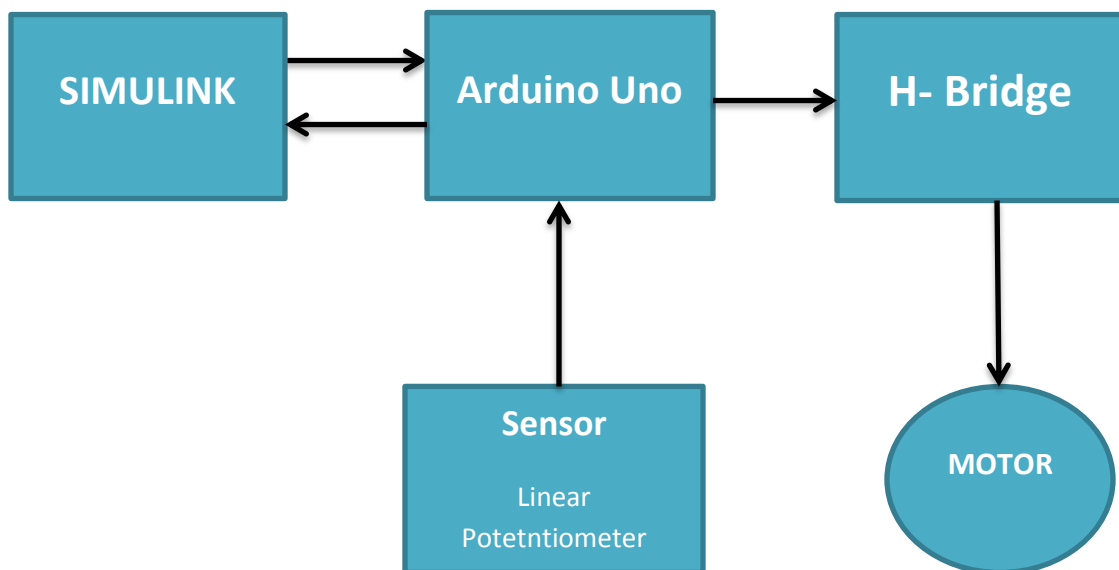 SIMULINK
Arduino Uno
H- Bridge
Sensor
Linear
Potetntiometer
MOTOR